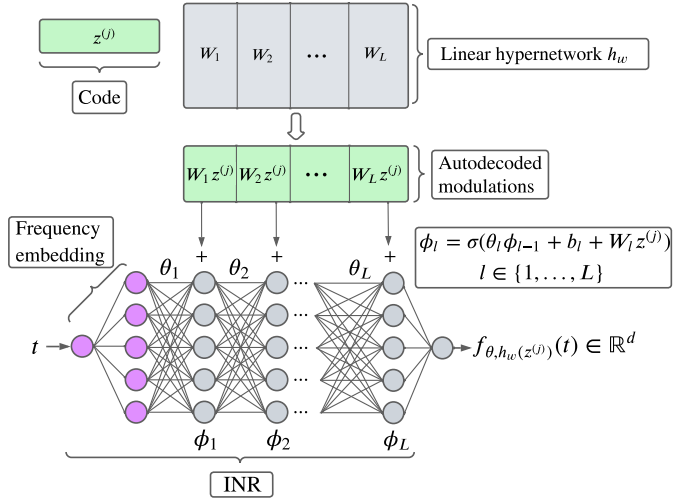 z^{(j)}
Code
W_1 W_2 ••• W_L
Linear hypernetwork h_w
W_1 z^{(j)} W_2 z^{(j)} ••• W_L z^{(j)}
Autodecoded
modulations
Frequency
embedding
+ + +
ϕ_l = σ(θ_l ϕ_{l−1} + b_l + W_l z^{(j)})
l ∈ {1, …, L}
θ_1 θ_2 θ_L
...
...
t
...
f_{θ,h_w(z^{(j)})}(t) ∈ ℝ^d
...
...
ϕ_1 ϕ_2 ϕ_L
INR